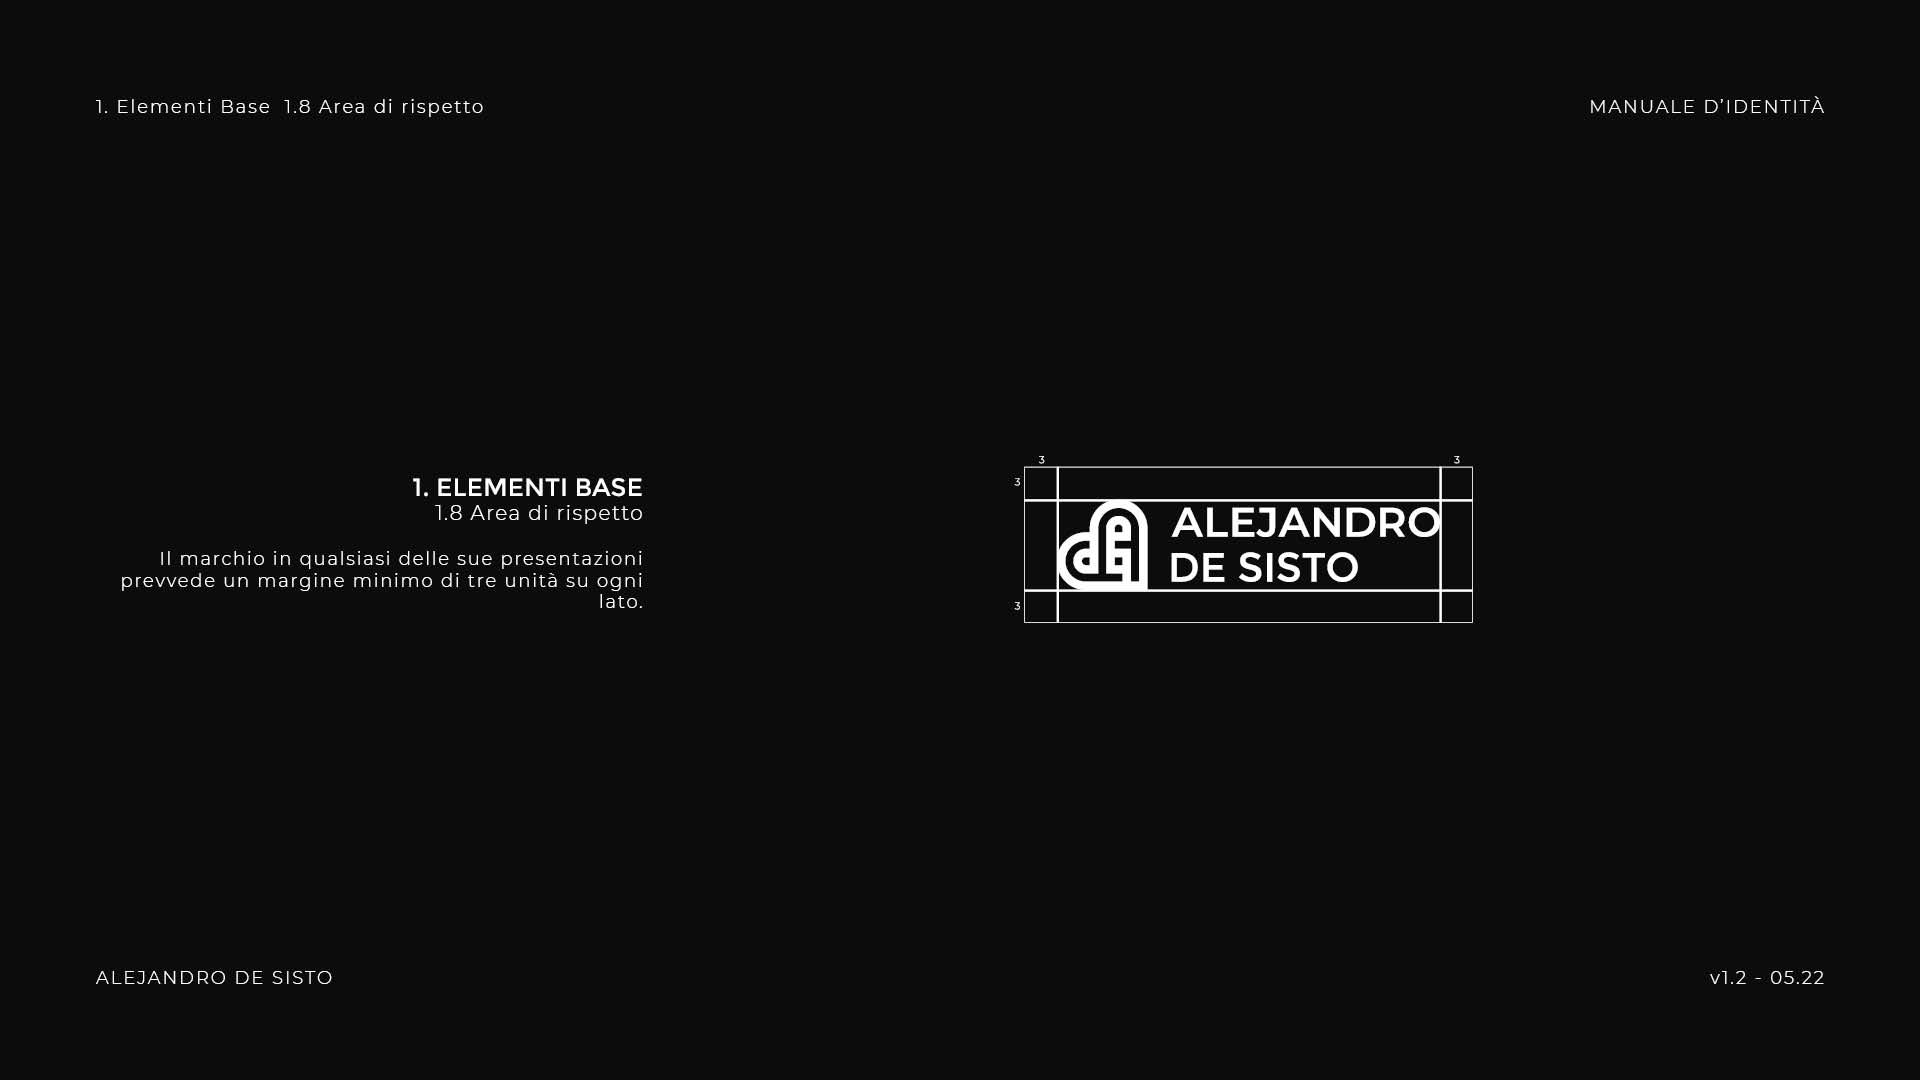 1. Elementi Base  1.8 Area di rispetto
MANUALE D’IDENTITÀ
1. ELEMENTI BASE
1.8 Area di rispetto
Il marchio in qualsiasi delle sue presentazioni
prevvede un margine minimo di tre unità su ogni
lato.
3
3
3
ALEJANDRO
DE SISTO
3
ALEJANDRO DE SISTO
v1.2 - 05.22